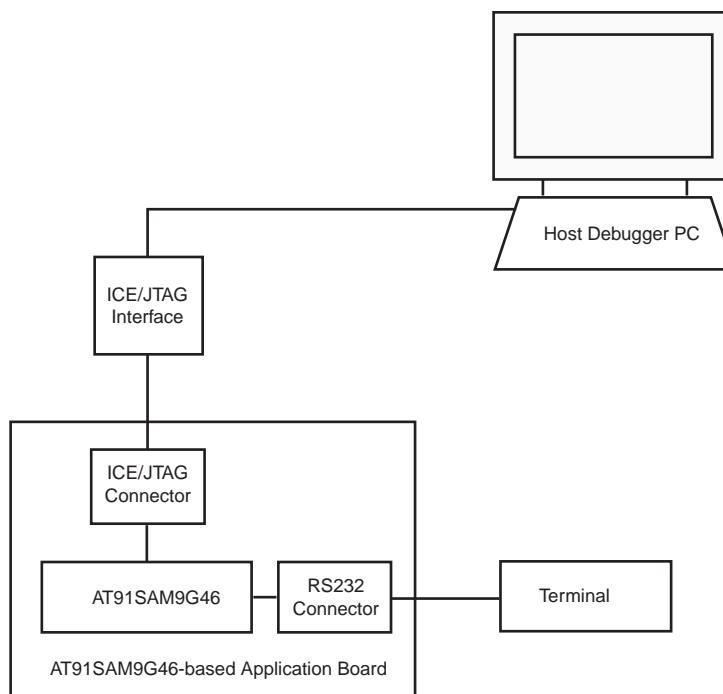 Host Debugger PC
ICE/JTAG
Interface
ICE/JTAG
Connector
AT91SAM9G46
RS232
Connector
Terminal
AT91SAM9G46-based Application Board